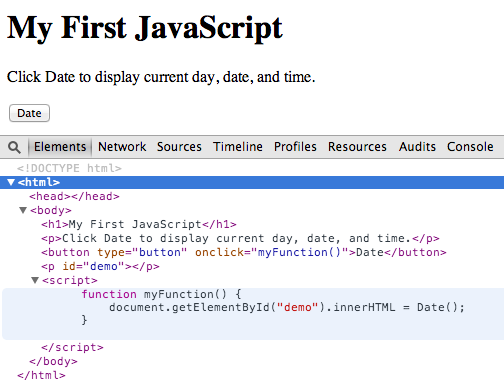 My First JavaScript
Click Date to display current day, date, and time.
Date
Elements Network Sources Timeline Profiles Resources Audits Console
<!DOCTYPE html>
<html>
<head></head>
<body>
<h1>My First JavaScript</h1>
<p>Click Date to display current day, date, and time.</p>
<button type="button" onclick="myFunction()">Date</button>
<p id="demo"></p>
<script>
function myFunction() {
document.getElementById("demo").innerHTML = Date();
}
</script>
</body>
</html>